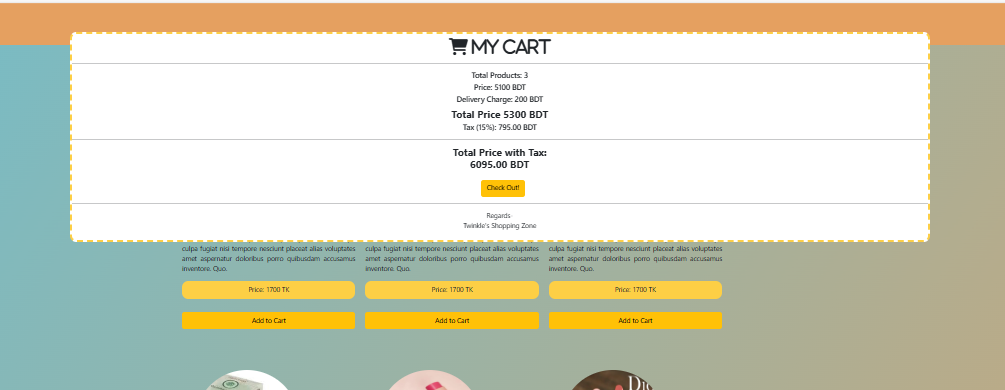 MY CART
Total Products: 3
Price: 5100 BDT
Delivery Charge: 200 BDT
Total Price 5300 BDT
Tax (15%): 795.00 BDT
Total Price with Tax:
6095.00 BDT
Check Out!
Regards
Twinkle's Shopping Zone
culpa fugiat nisi tempore nesciunt placeat alias voluptates
amet aspernatur doloribus porro quibusdam accusamus
inventore. Quo.
Price: 1700 TK
Add to Cart
culpa fugiat nisi tempore nesciunt placeat alias voluptates
amet aspernatur doloribus porro quibusdam accusamus
inventore. Quo.
Price: 1700 TK
Add to Cart
culpa fugiat nisi tempore nesciunt placeat alias voluptates
amet aspernatur doloribus porro quibusdam accusamus
inventore. Quo.
Price: 1700 TK
Add to Cart